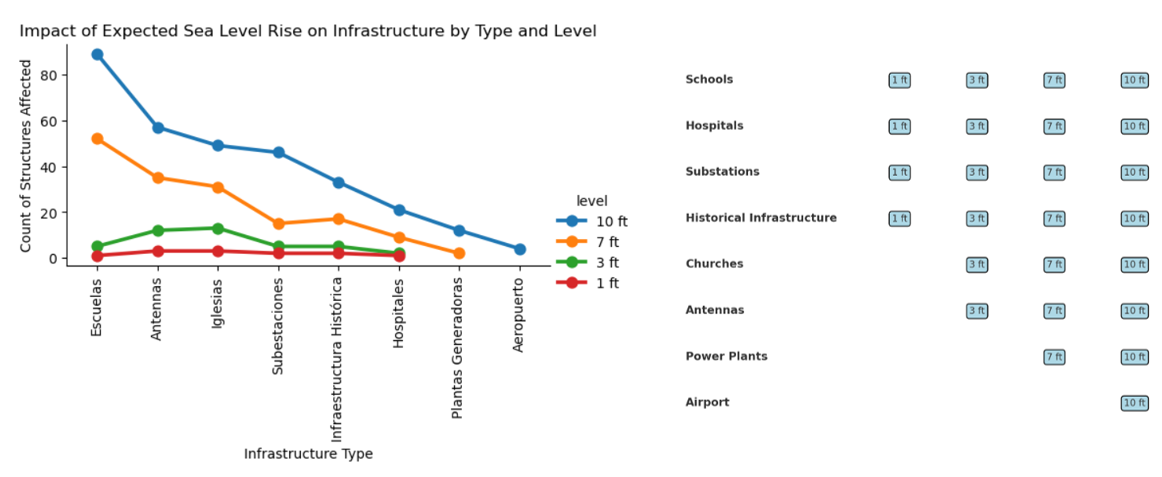 Impact of Expected Sea Level Rise on Infrastructure by Type and Level
Count of Structures Affected
80
60
40
20
0
Escuelas
Antennas
Iglesias
Subestaciones
Infraestructura Histórica
Hospitales
Plantas Generadoras
Aeropuerto
Infrastructure Type
level
10 ft
7 ft
3 ft
1 ft
Schools 1 ft 3 ft 7 ft 10 ft
Hospitals 1 ft 3 ft 7 ft 10 ft
Substations 1 ft 3 ft 7 ft 10 ft
Historical Infrastructure 1 ft 3 ft 7 ft 10 ft
Churches 3 ft 7 ft 10 ft
Antennas 3 ft 7 ft 10 ft
Power Plants 7 ft 10 ft
Airport 10 ft